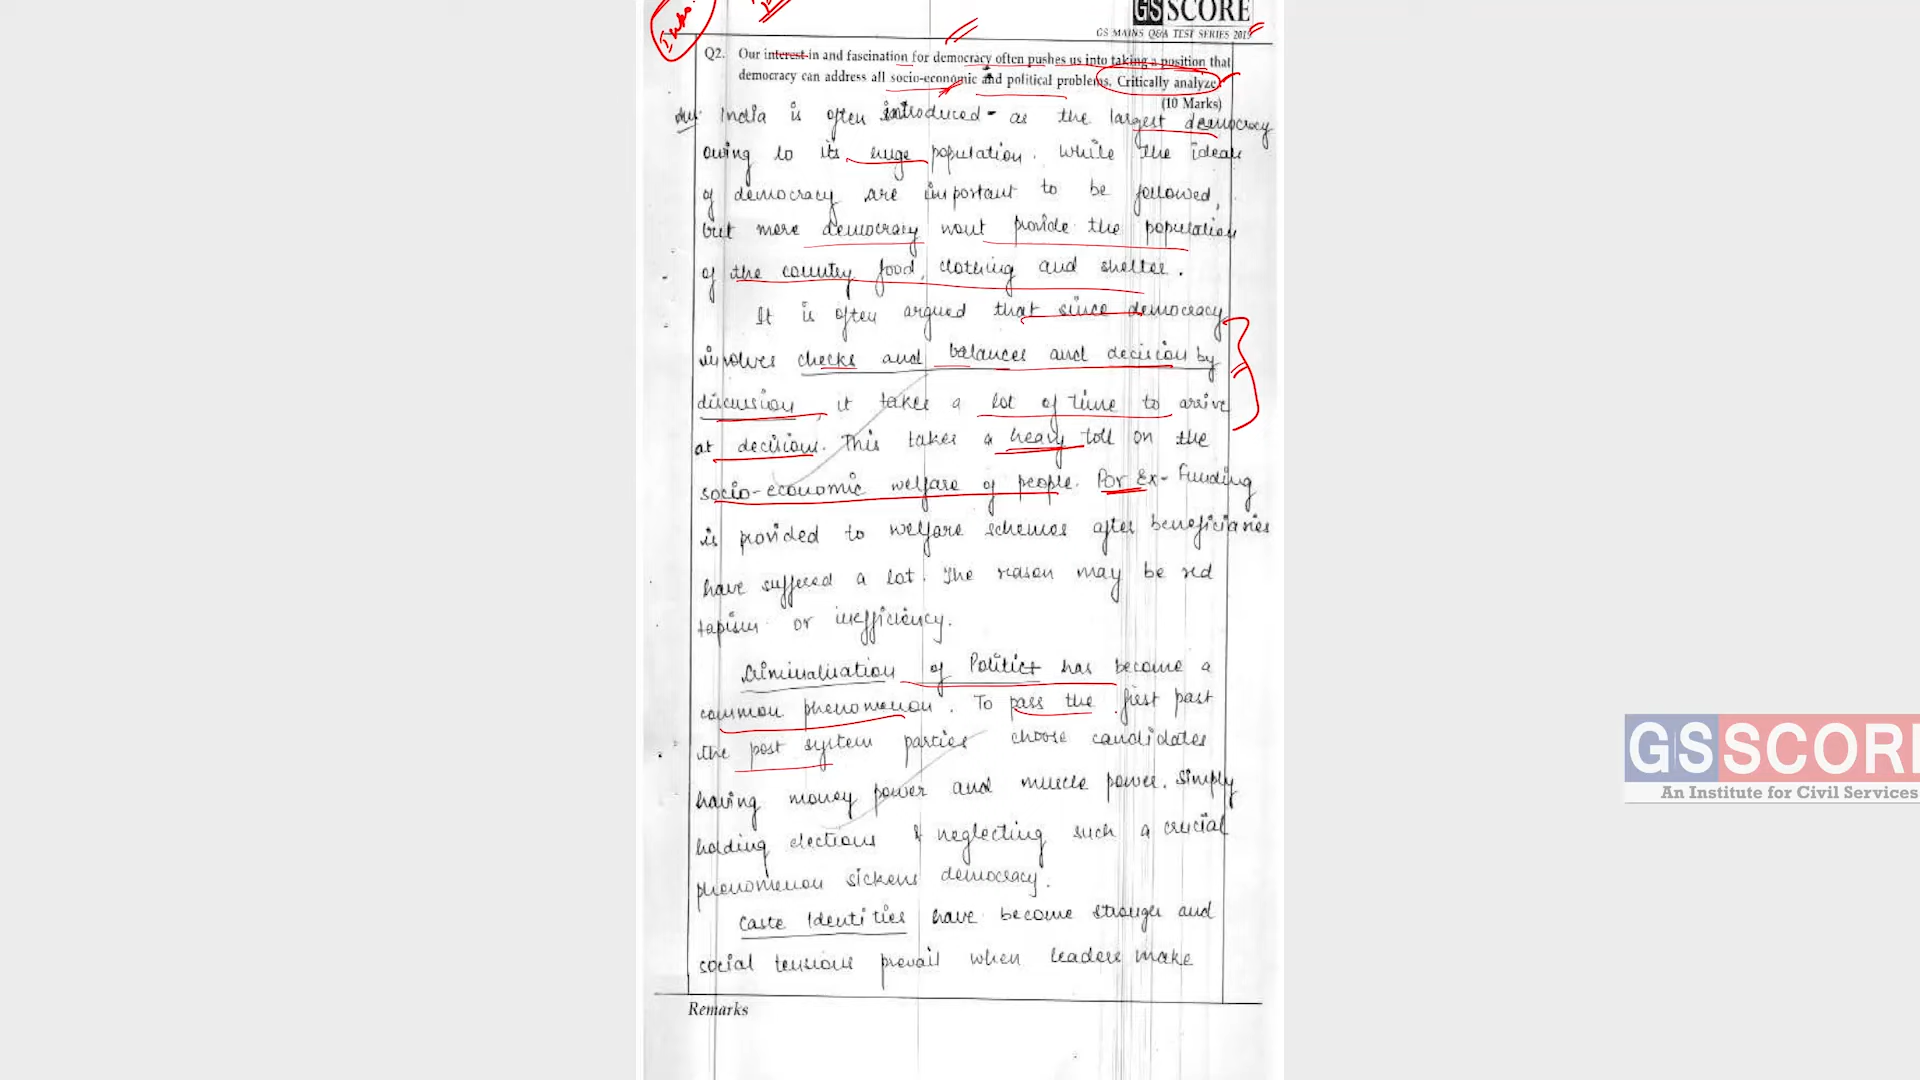 Intro.
GS SCORE
GS MAINS Q&A TEST SERIES 2019
Q2. Our interest in and fascination for democracy often pushes us into taking a position that
democracy can address all socio-economic and political problems. Critically analyze.
(10 Marks)
Ans: India is often introduced as the largest democracy
owing to its huge population. While the ideals
of democracy are important to be followed,
but mere democracy wont provide the population
of the country food, clothing and shelter.
It is often argued that since democracy
involves checks and balances and decision by
discussion, it takes a lot of time to arrive
at decisions. This takes a heavy toll on the
socio-economic welfare of people. For Ex- Funding
is provided to welfare schemes after beneficiaries
have suffered a lot. The reason may be red
tapism or inefficiency.
Criminalisation of Politics has become a
common phenomenon. To pass the first past
the post system parties choose candidates
having money power and muscle power. Simply
holding elections & neglecting such a crucial
phenomenon sickens democracy.
Caste Identities have become stronger and
social tensions prevail when leaders make
Remarks
GSSCORE
An Institute for Civil Services